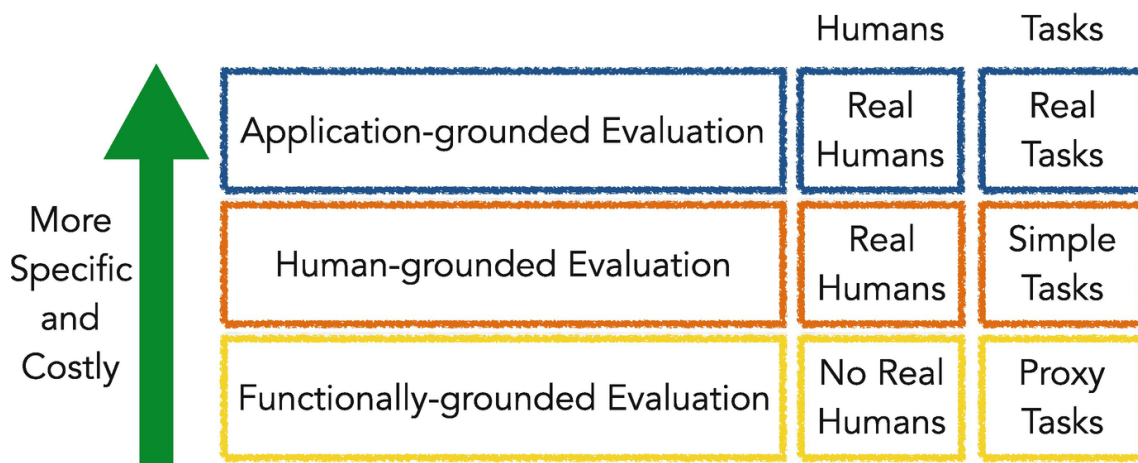 Humans Tasks
Application-grounded Evaluation
Real
Humans
Real
Tasks
More
Specific
and
Costly
Human-grounded Evaluation
Real
Humans
Simple
Tasks
Functionally-grounded Evaluation
No Real
Humans
Proxy
Tasks